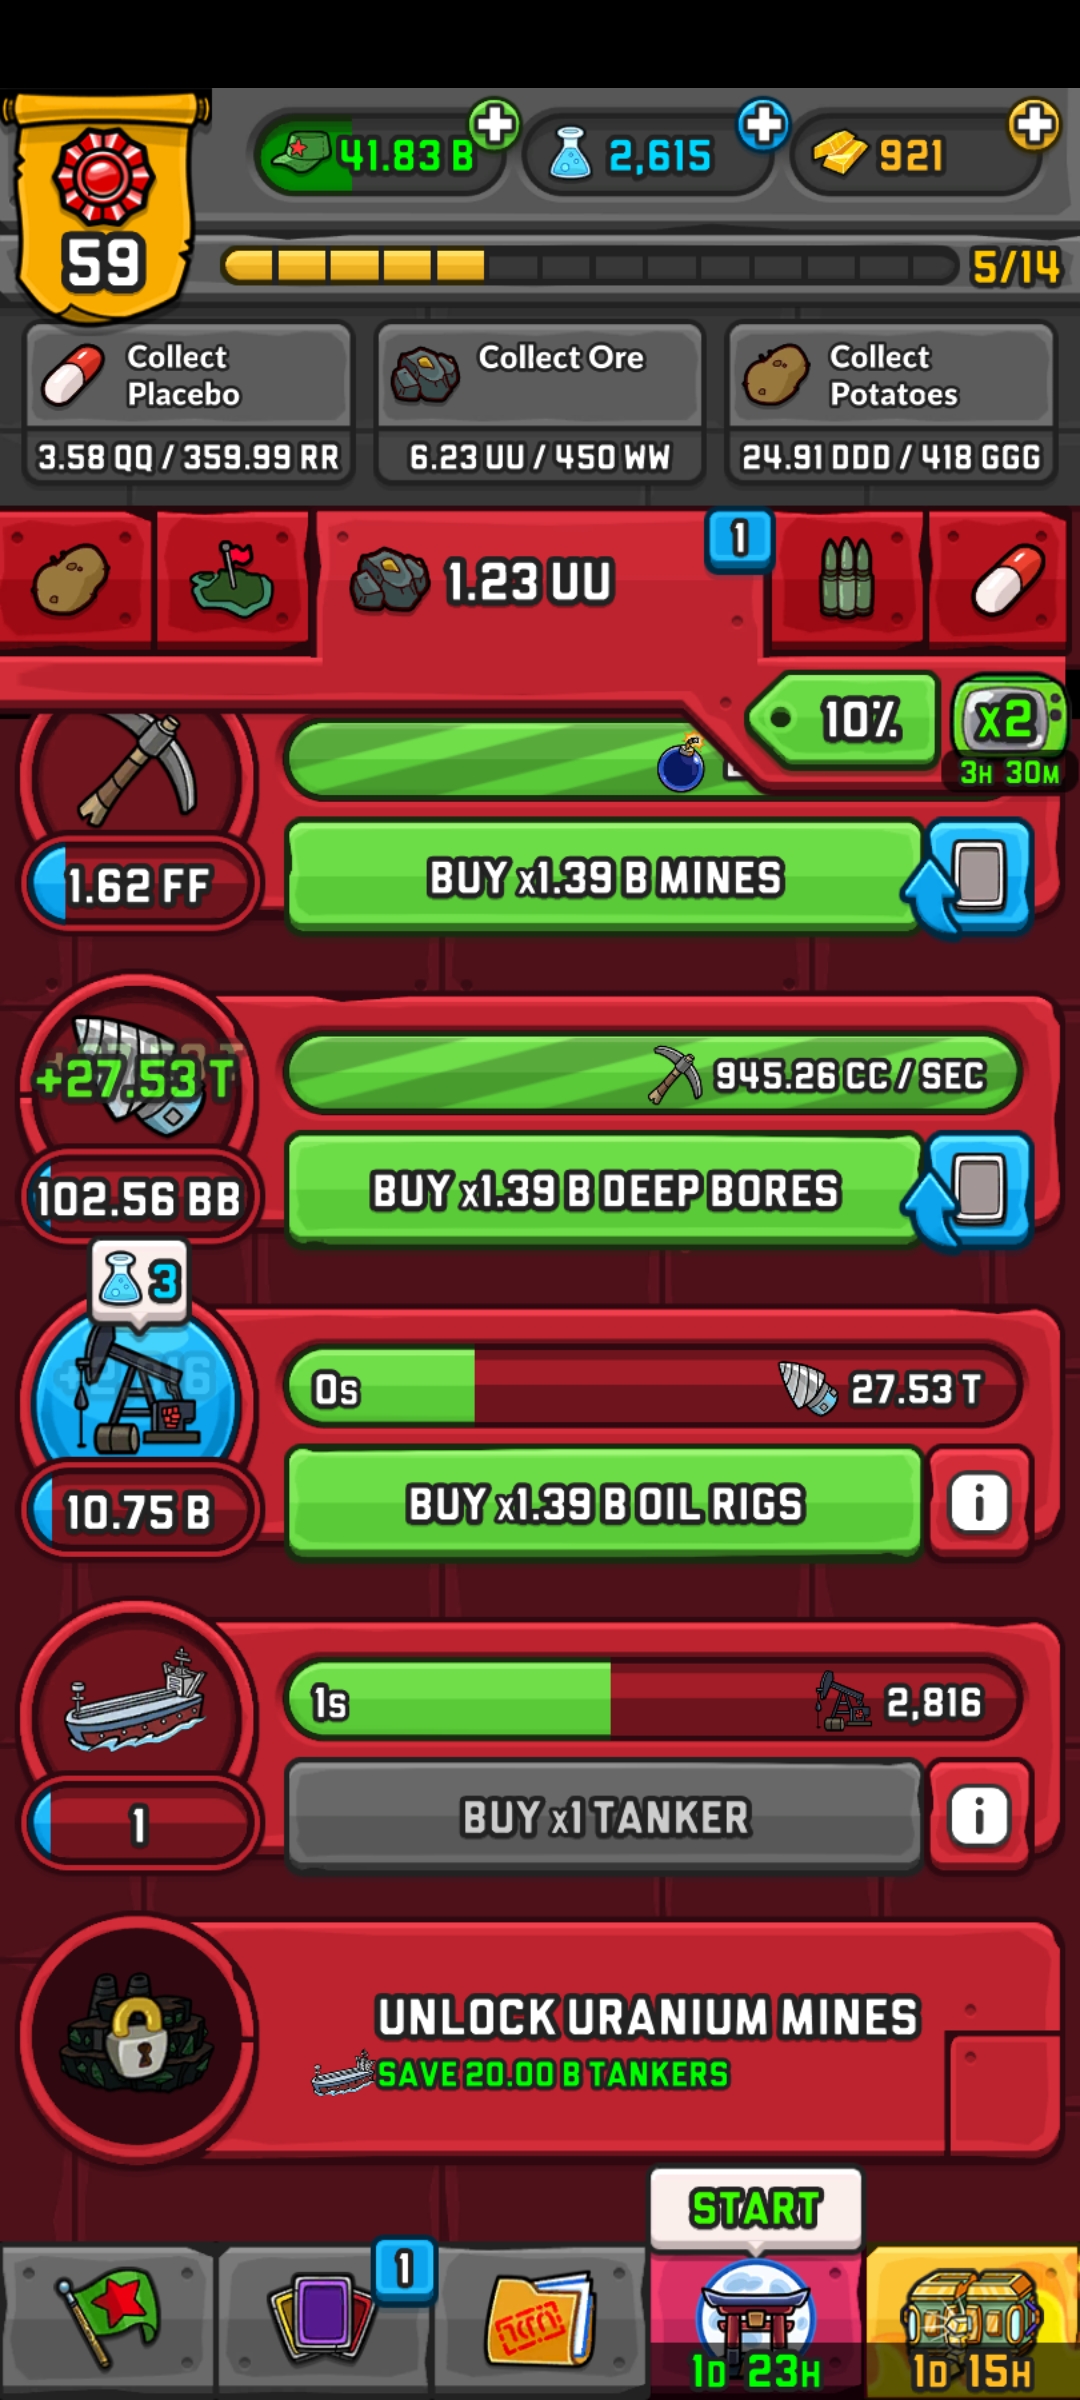 41.83 B
2,615
921
59
5/14
Collect
Placebo
3.58 QQ / 359.99 RR
Collect Ore
6.23 UU / 450 WW
Collect
Potatoes
24.91 DDD / 418 GGG
1.23 UU
1
10%
x2
3H 30M
1.62 FF
BUY x1.39 B MINES
+27.53 T
945.26 CC / SEC
102.56 BB
BUY x1.39 B DEEP BORES
3
+2,816
0s
27.53 T
10.75 B
BUY x1.39 B OIL RIGS
i
1s
2,816
1
BUY x1 TANKER
i
UNLOCK URANIUM MINES
SAVE 20.00 B TANKERS
START
1
1D 23H
1D 15H